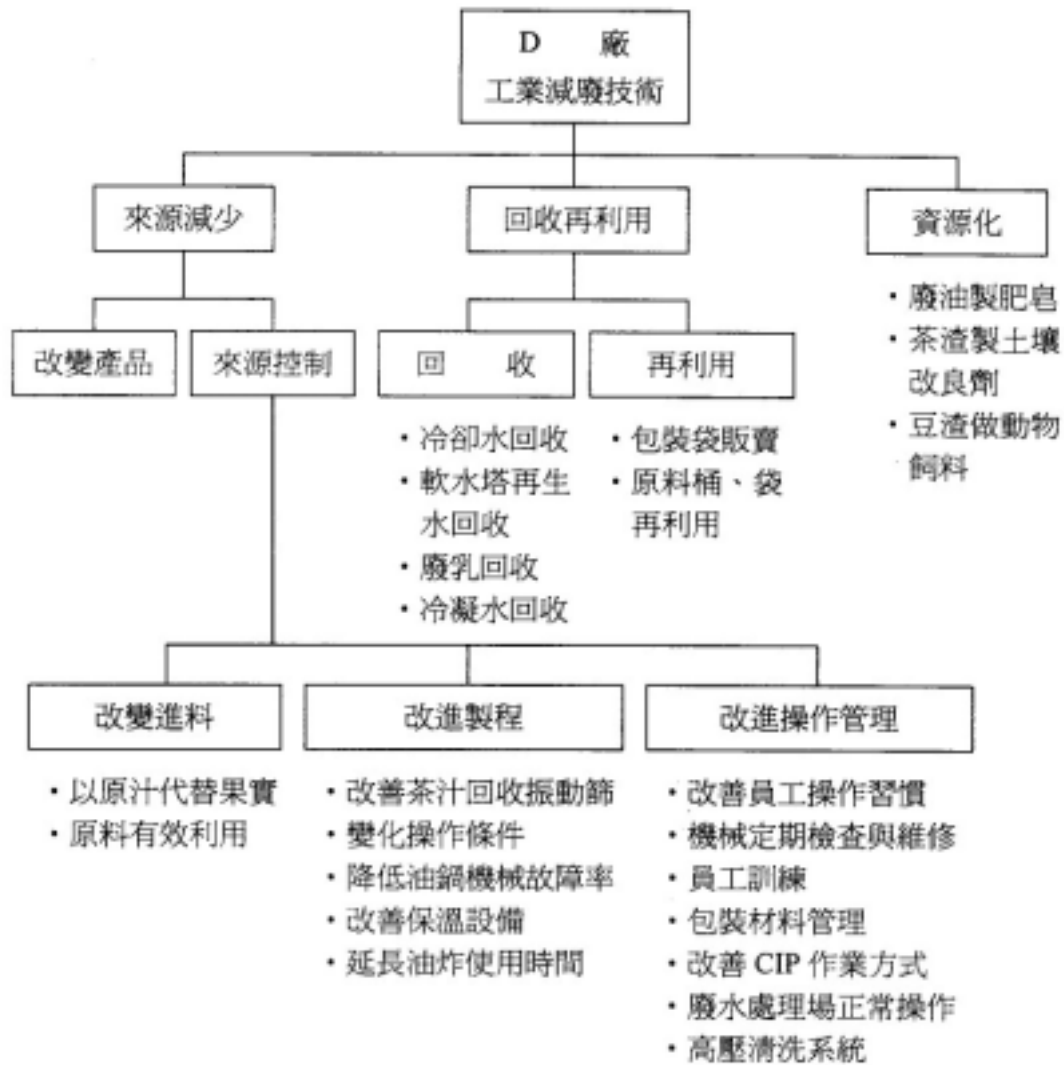 D 廠
工業減廢技術
來源減少
回收再利用
資源化
・廢油製肥皂
・茶渣製土壤
改良劑
・豆渣做動物
飼料
改變產品
來源控制
回 收
再利用
・冷卻水回收
・軟水塔再生
水回收
・廢乳回收
・冷凝水回收
・包裝袋販賣
・原料桶、袋
再利用
改變進料
改進製程
改進操作管理
・以原汁代替果實
・原料有效利用
・改善茶汁回收振動篩
・變化操作條件
・降低油鍋機械故障率
・改善保溫設備
・延長油炸使用時間
・改善員工操作習慣
・機械定期檢查與維修
・員工訓練
・包裝材料管理
・改善 CIP 作業方式
・廢水處理場正常操作
・高壓清洗系統